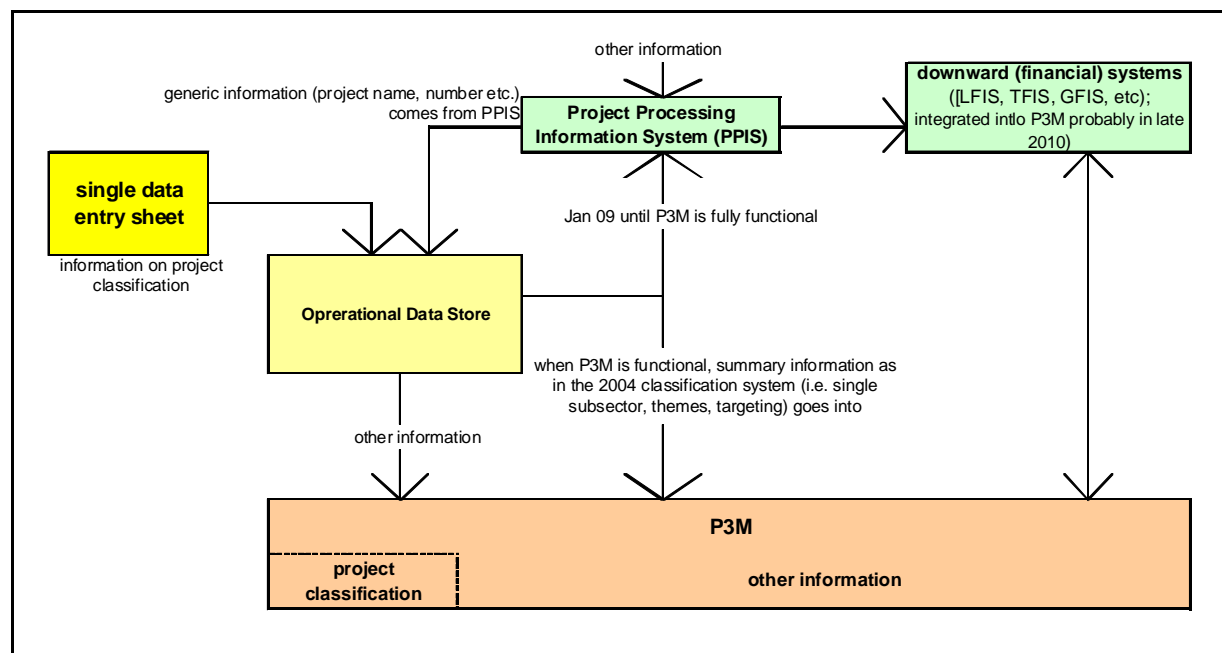 other information
downward (financial) systems
([LFIS, TFIS, GFIS, etc);
integrated intlo P3M probably in late
2010)
generic information (project name, number etc.)
comes from PPIS
Project Processing
Information System (PPIS)
single data
entry sheet
Jan 09 until P3M is fully functional
information on project
classification
Oprerational Data Store
when P3M is functional, summary information as
in the 2004 classification system (i.e. single
subsector, themes, targeting) goes into
other information
P3M
project
classification
other information